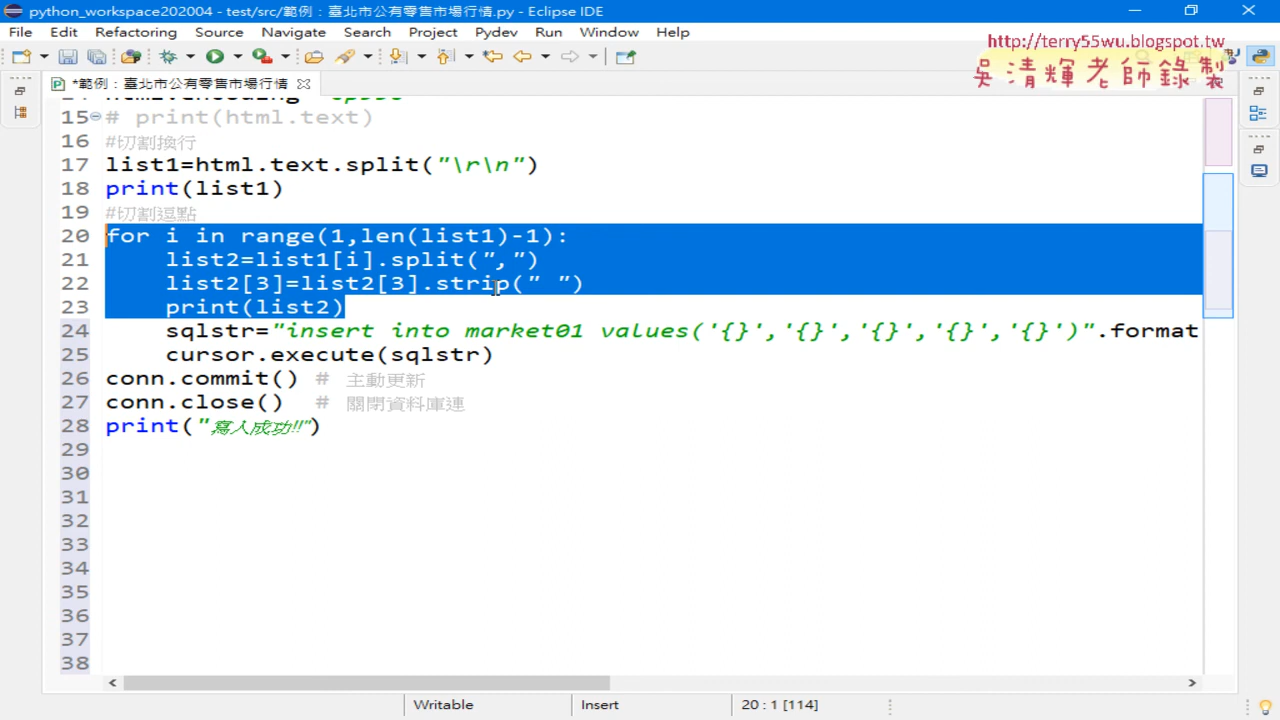 python_workspace202004 - test/src/範例：臺北市公有零售市場行情.py - Eclipse IDE
File Edit Refactoring Source Navigate Search Project Pydev Run Window Help
http://terry55wu.blogspot.tw
吳清輝老師錄製
*範例：臺北市公有零售市場行情
15 # print(html.text)
16 #切割換行
17 list1=html.text.split("\r\n")
18 print(list1)
19 #切割逗點
20 for i in range(1,len(list1)-1):
21 list2=list1[i].split(",")
22 list2[3]=list2[3].strip(" ")
23 print(list2)
24 sqlstr="insert into market01 values('{}','{}','{}','{}','{}')".format
25 cursor.execute(sqlstr)
26 conn.commit() # 主動更新
27 conn.close() # 關閉資料庫連
28 print("寫入成功!!")
29
30
31
32
33
34
35
36
37
38
Writable Insert 20 : 1 [114]